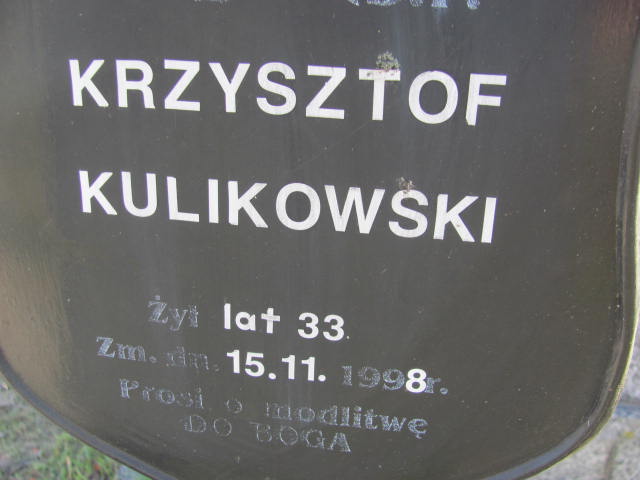 KRZYSZTOF
KULIKOWSKI
Żył lat 33.
Zm. dn. 15.11. 1998r.
Prosi o modlitwę
DO BOGA